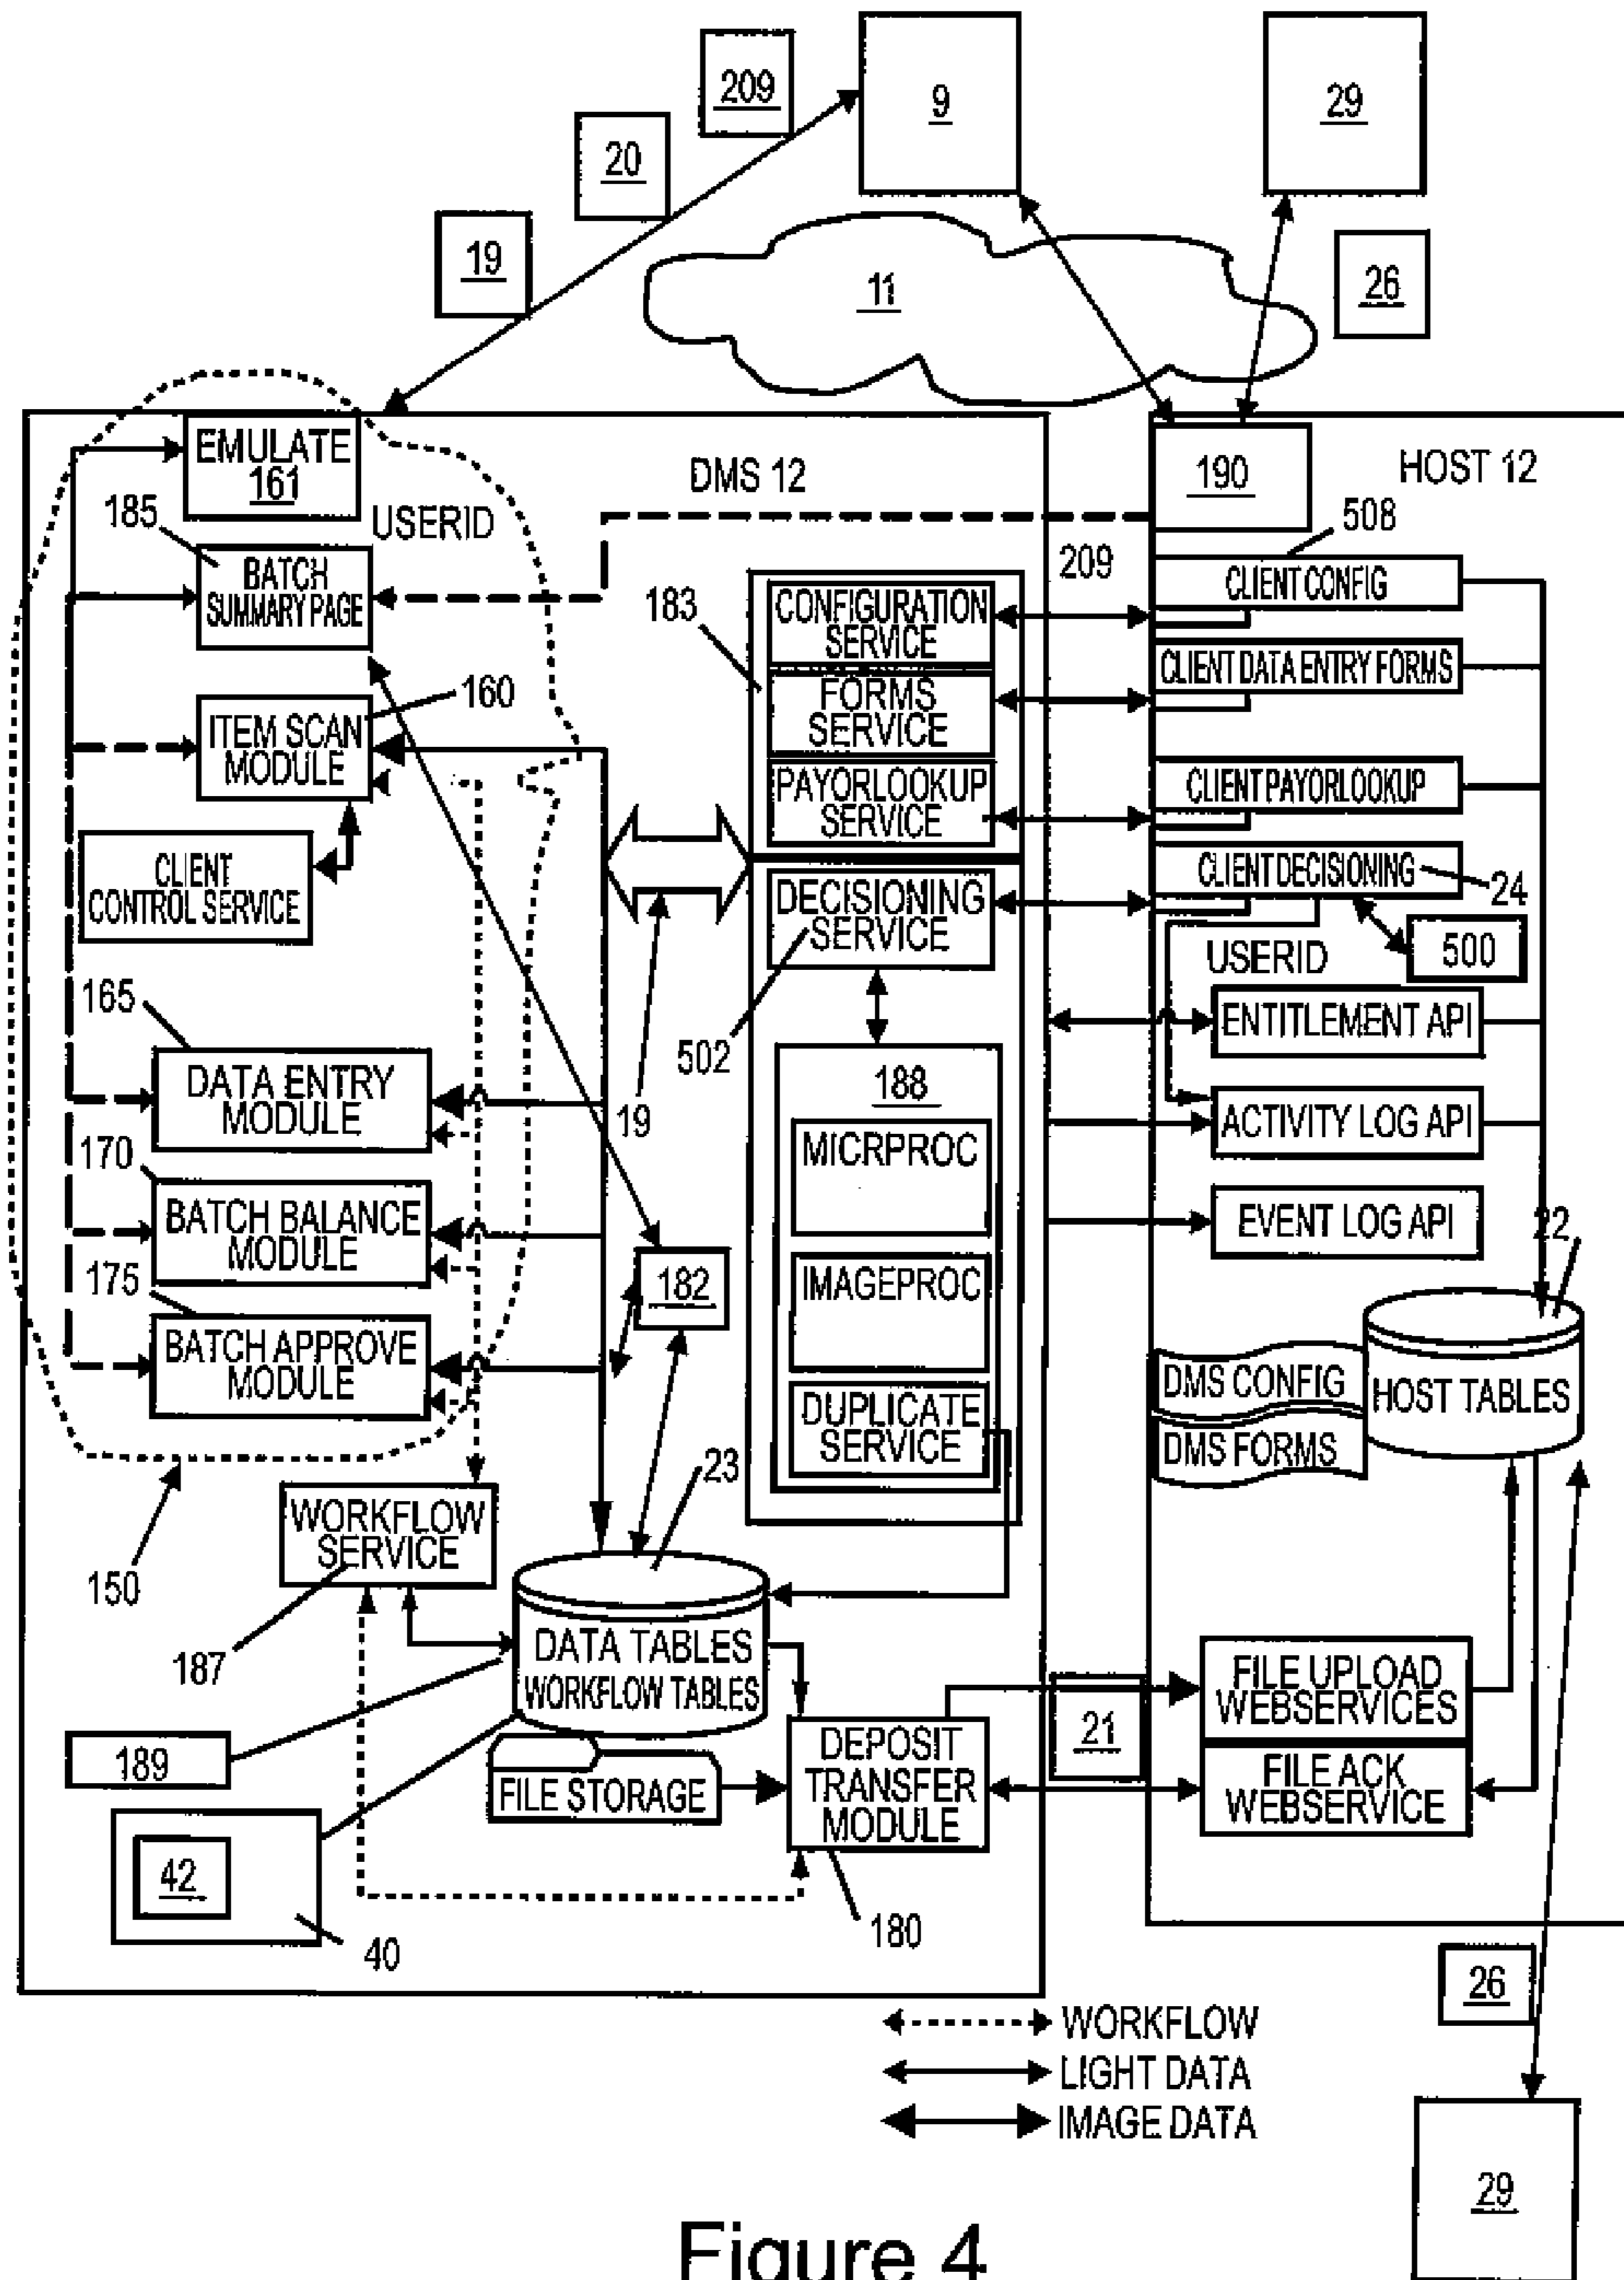 209
9
29
20
19
11
26
EMULATE
161
DMS 12
190
HOST 12
185
USERID
508
BATCH
SUMMARY PAGE
209
CLIENT CONFIG
183
CONFIGURATION
SERVICE
CLIENT DATA ENTRY FORMS
160
FORMS
SERVICE
ITEM SCAN
MODULE
PAYORLOOKUP
SERVICE
CLIENT PAYORLOOKUP
CLIENT
CONTROL SERVICE
CLIENT DECISIONING
24
DECISIONING
SERVICE
USERID
500
165
ENTITLEMENT API
502
DATA ENTRY
MODULE
19
188
ACTIVITY LOG API
MICRPROC
170
BATCH BALANCE
MODULE
EVENT LOG API
22
182
IMAGEPROC
175
BATCH APPROVE
MODULE
DMS CONFIG
HOST TABLES
DUPLICATE
SERVICE
DMS FORMS
23
WORKFLOW
SERVICE
150
187
DATA TABLES
WORKFLOW TABLES
FILE UPLOAD
WEBSERVICES
21
189
DEPOSIT
TRANSFER
MODULE
FILE STORAGE
FILE ACK
WEBSERVICE
42
40
180
26
WORKFLOW
LIGHT DATA
IMAGE DATA
29
Figure 4